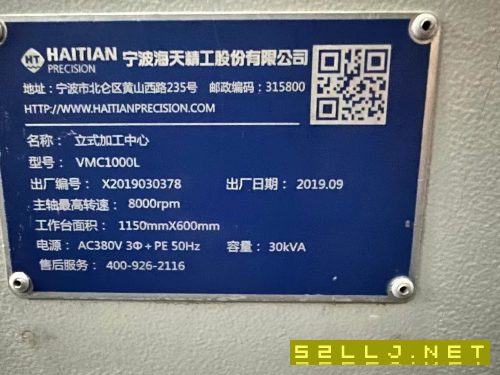 HT HAITIAN PRECISION 宁波海天精工股份有限公司
地址：宁波市北仑区黄山西路235号 邮政编码：315800
HTTP://WWW.HAITIANPRECISION.COM
名称： 立式加工中心
型号： VMC1000L
出厂编号： X2019030378 出厂日期： 2019.09
主轴最高转速： 8000rpm
工作台面积： 1150mmX600mm
电源： AC380V 3Φ+PE 50Hz 容量： 30kVA
售后服务： 400-926-2116
52LLJ.NET